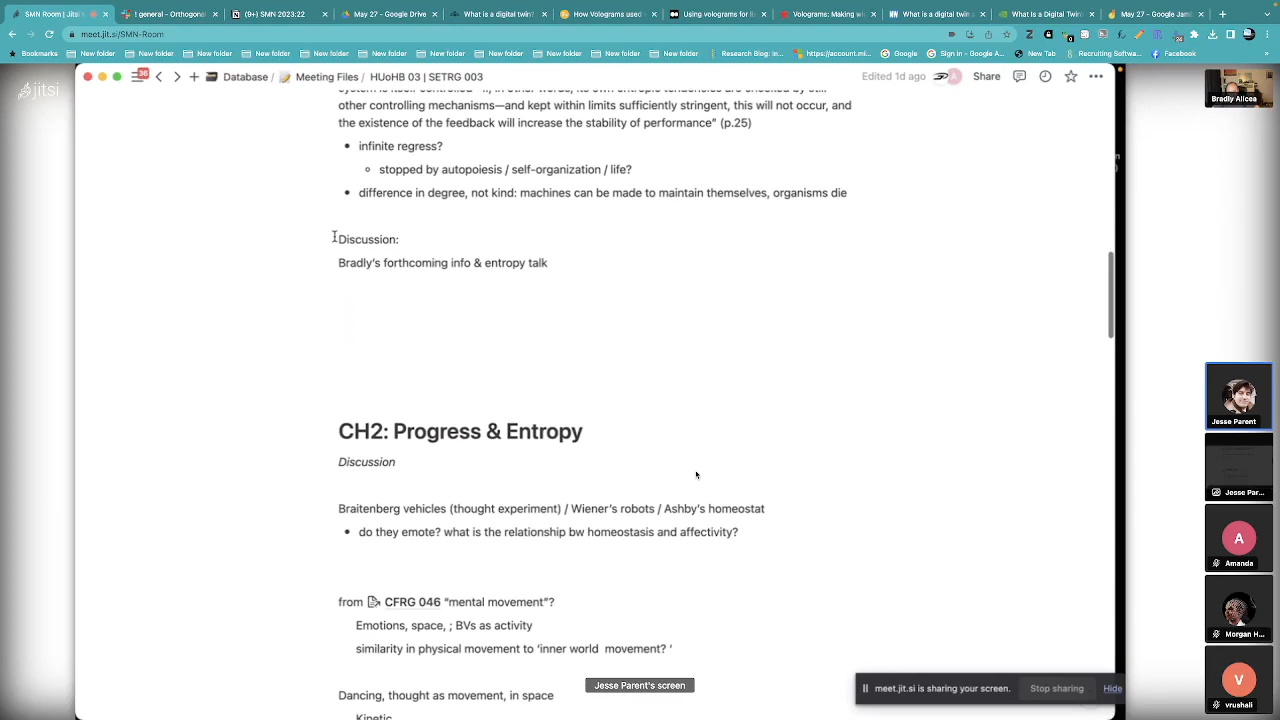 SMN Room | Ji
1 general - Orthogona
(9+) SMN 2023:22
2 - Google Drive
What is a digital entropy?
How volograms used
Using volograms for l
Volograms: Making vi
What is a digital twin
What is a Digital Twin
May 27 - Google Jam
meet.jit.si/SMN-Room
Bookmarks
New folder
New folder
New folder
New folder
New folder
New folder
New folder
New folder
New folder
New folder
New folder
Research Blog: in...
https://account.mi...
Google
Sign in - Google A...
New Tab
Recruiting Softwar...
Facebook
jitsi
36
Database / Meeting Files / HUoHB 03 | SETRG 003
Edited 1d ago
A
Share
other controlling mechanisms—and kept within limits sufficiently stringent, this will not occur, and
the existence of the feedback will increase the stability of performance" (p.25)
• infinite regress?
◦ stopped by autopoiesis / self-organization / life?
• difference in degree, not kind: machines can be made to maintain themselves, organisms die
Discussion:
Bradly's forthcoming info & entropy talk
CH2: Progress & Entropy
Discussion
Braitenberg vehicles (thought experiment) / Wiener's robots / Ashby's homeostat
• do they emote? what is the relationship bw homeostasis and affectivity?
from CFRG 046 "mental movement"?
Emotions, space, ; BVs as activity
similarity in physical movement to 'inner world movement? '
Dancing, thought as movement, in space
Kinetic
Jesse Parent's screen
meet.jit.si is sharing your screen.
Stop sharing
Hide
Bradly Alicea
Jesse Parent
Jesse Par...
A
Amanda
Morgan H...
V
vrushali